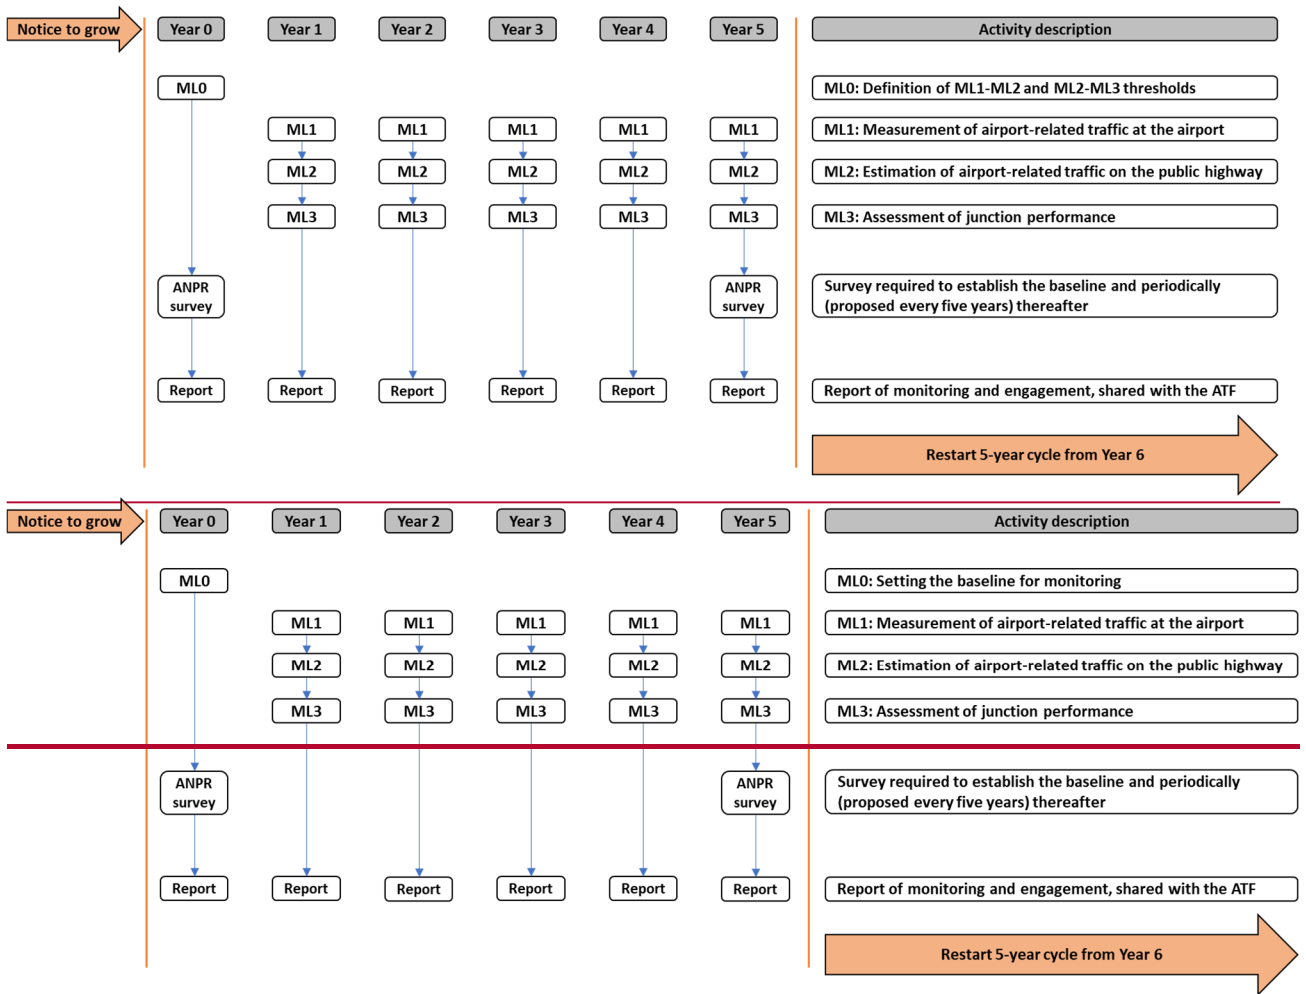 Notice to grow Year 0 Year 1 Year 2 Year 3 Year 4 Year 5 Activity description
ML0 ML0: Definition of ML1-ML2 and ML2-ML3 thresholds
ML1 ML1 ML1 ML1 ML1 ML1: Measurement of airport-related traffic at the airport
ML2 ML2 ML2 ML2 ML2 ML2: Estimation of airport-related traffic on the public highway
ML3 ML3 ML3 ML3 ML3 ML3: Assessment of junction performance
ANPR ANPR Survey required to establish the baseline and periodically
survey survey (proposed every five years) thereafter
Report Report Report Report Report Report Report of monitoring and engagement, shared with the ATF
Restart 5-year cycle from Year 6
Notice to grow Year 0 Year 1 Year 2 Year 3 Year 4 Year 5 Activity description
ML0 ML0: Setting the baseline for monitoring
ML1 ML1 ML1 ML1 ML1 ML1: Measurement of airport-related traffic at the airport
ML2 ML2 ML2 ML2 ML2 ML2: Estimation of airport-related traffic on the public highway
ML3 ML3 ML3 ML3 ML3 ML3: Assessment of junction performance
ANPR ANPR Survey required to establish the baseline and periodically
survey survey (proposed every five years) thereafter
Report Report Report Report Report Report Report of monitoring and engagement, shared with the ATF
Restart 5-year cycle from Year 6